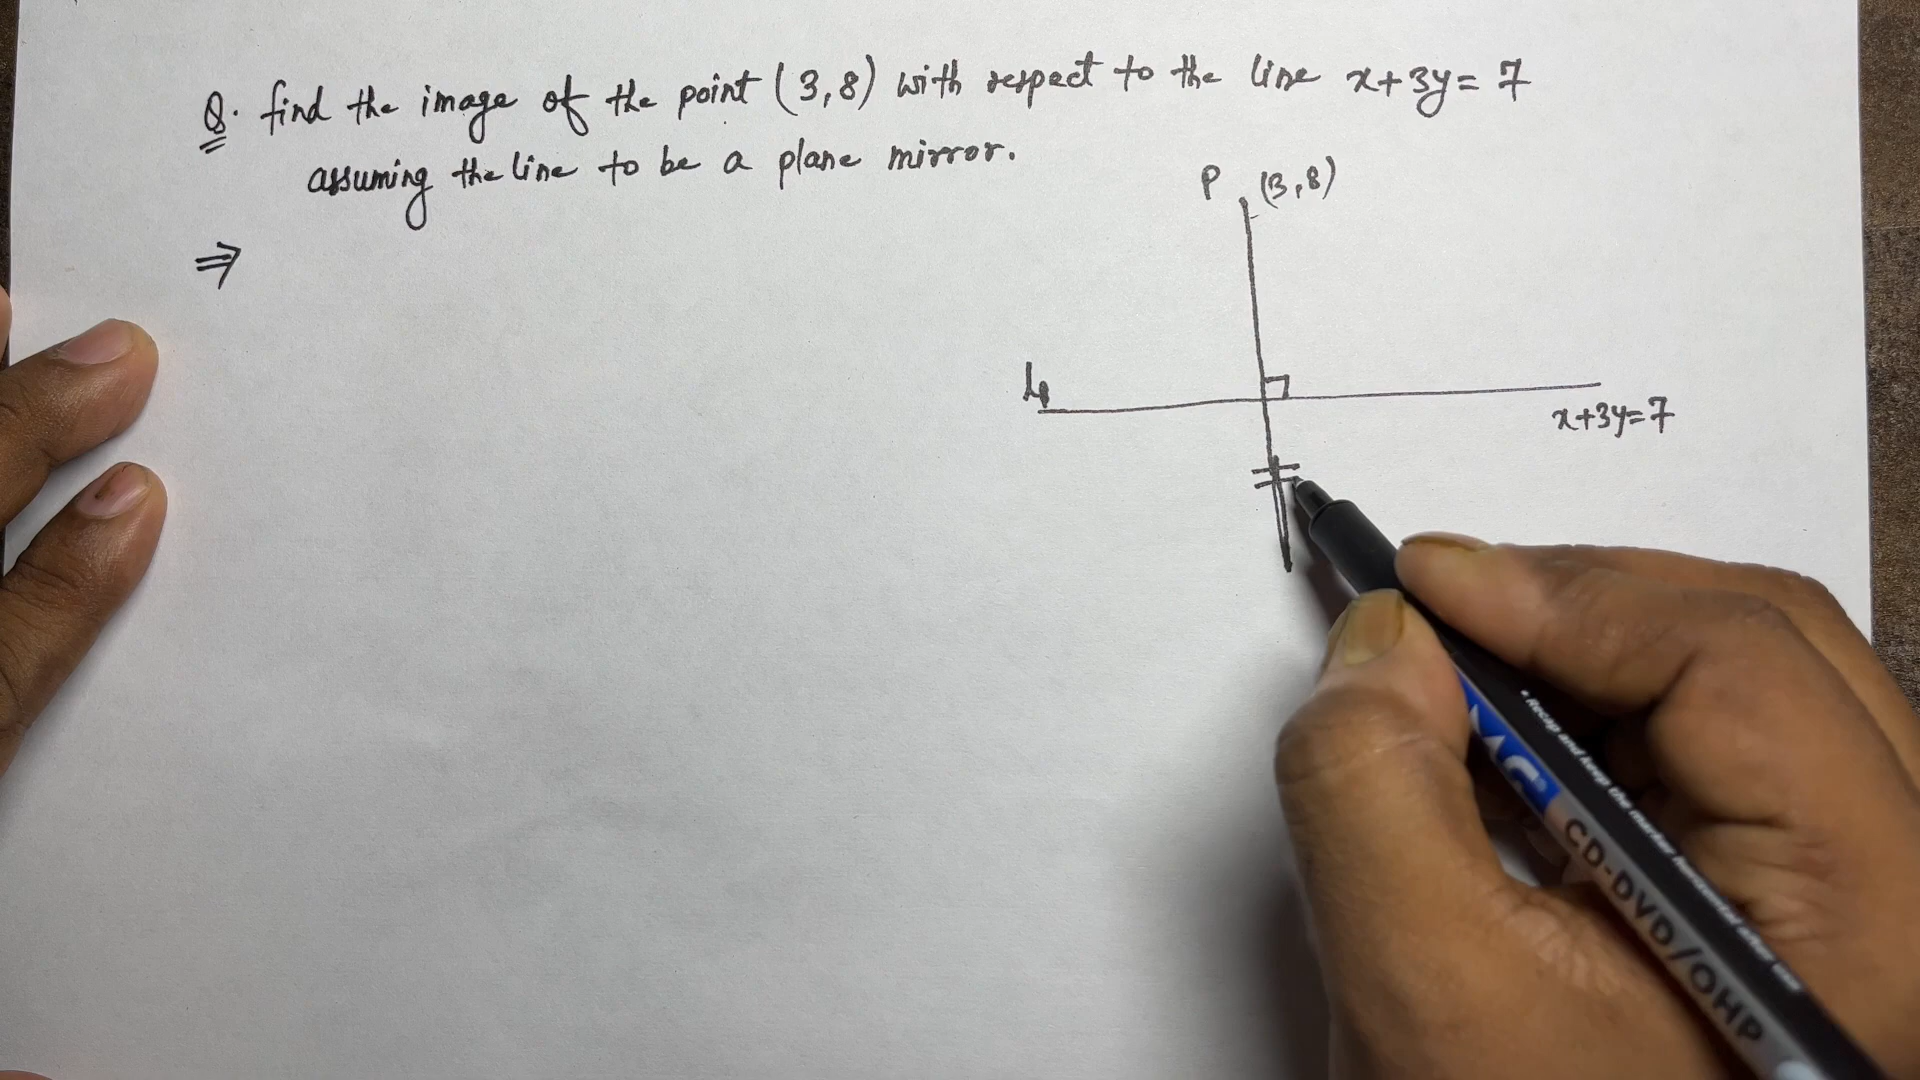 Q. find the image of the point (3,8) with respect to the line x+3y=7
assuming the line to be a plane mirror.
P (3,8)
⇒
x+3y=7
CD-DVD/OHP